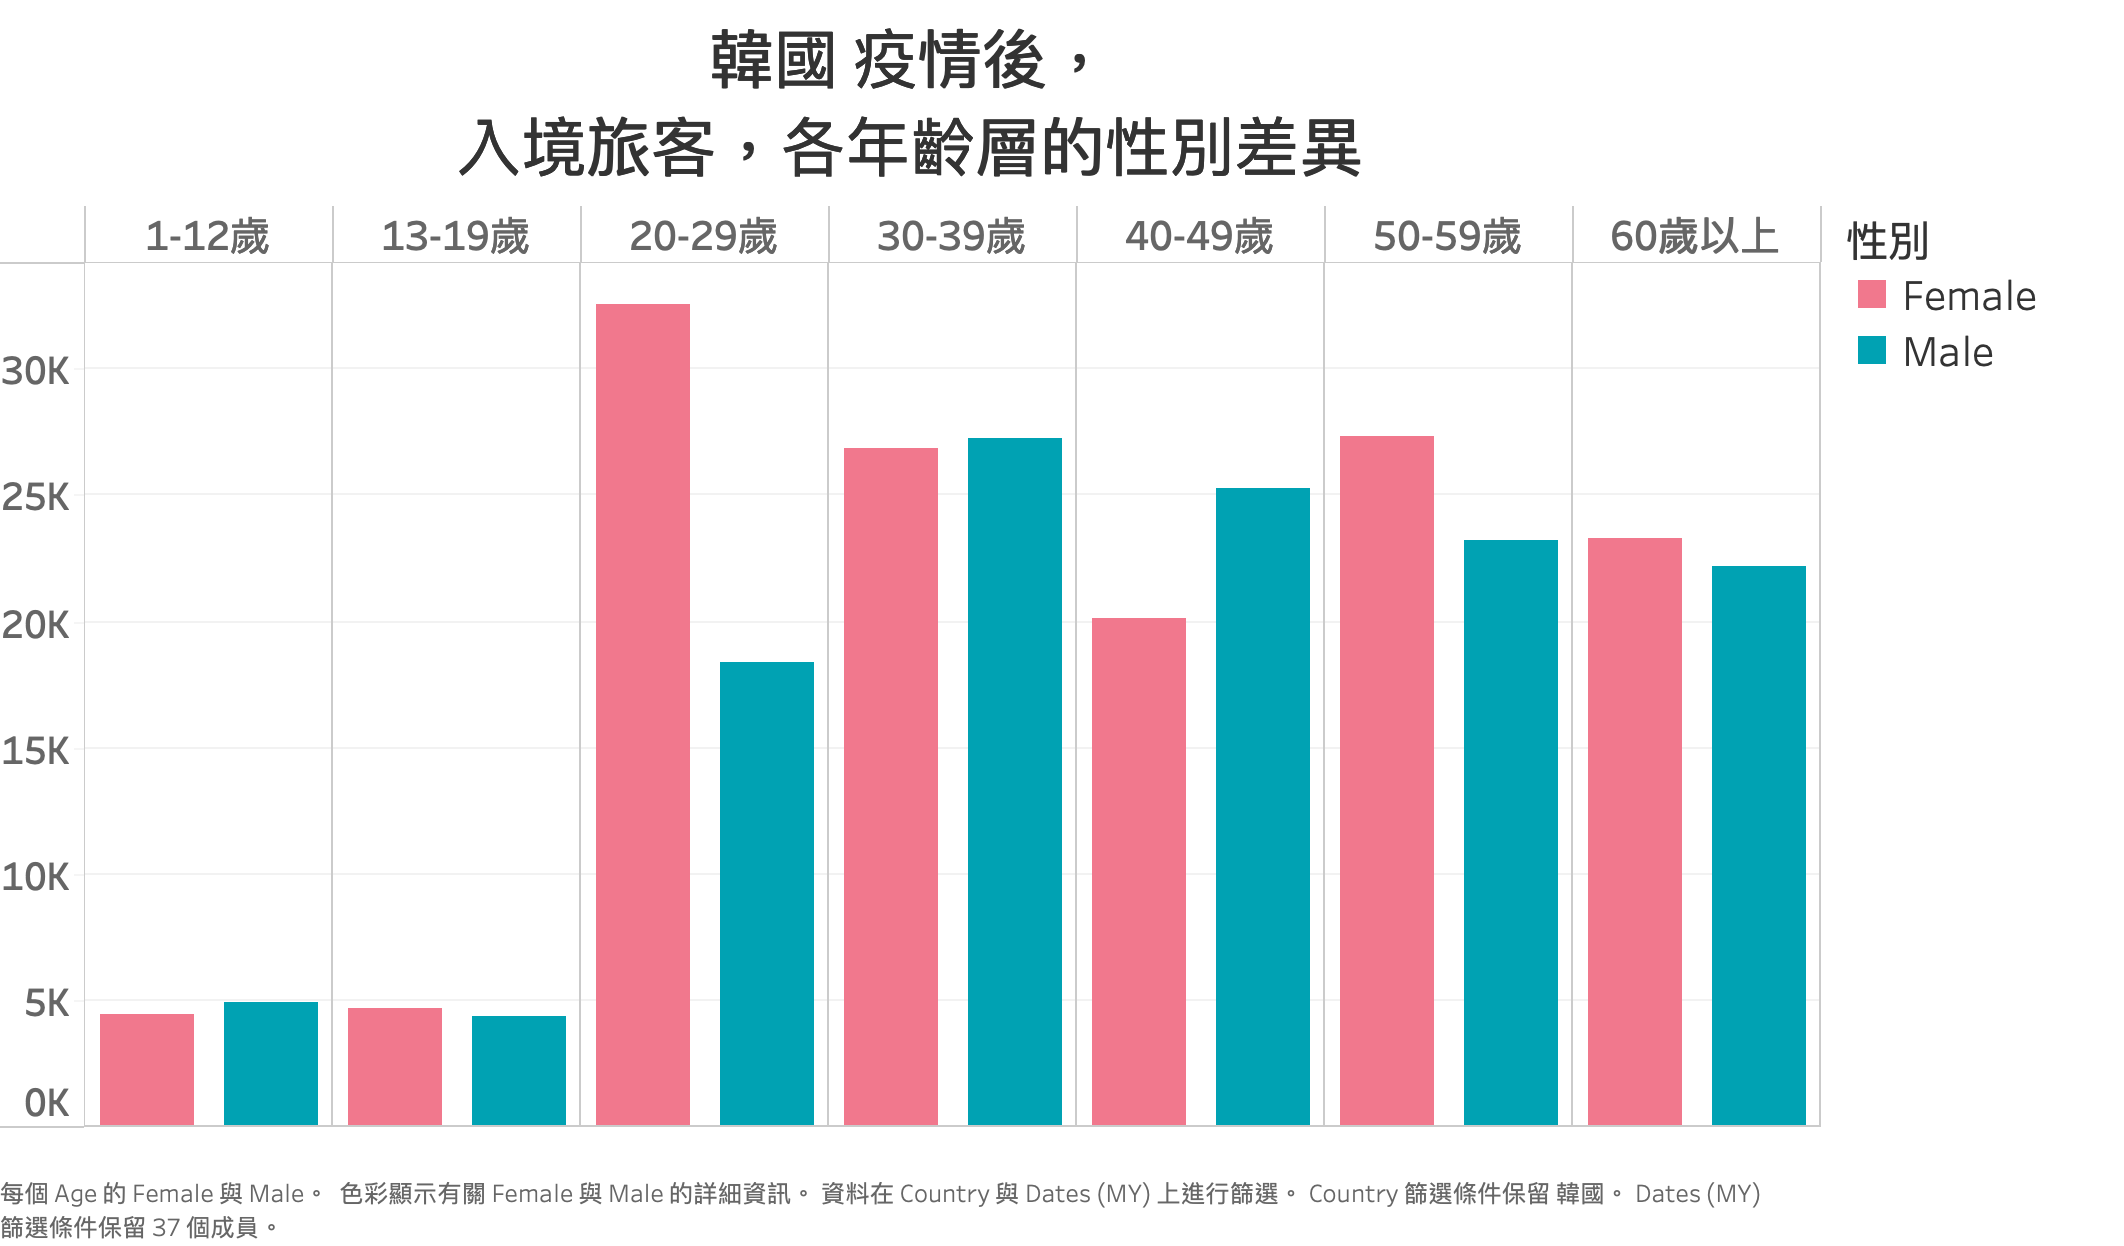 韓國 疫情後，
入境旅客，各年齡層的性別差異
1-12歲
13-19歲
20-29歲
30-39歲
40-49歲
50-59歲
60歲以上
性別
Female
Male
30K
25K
20K
15K
10K
5K
0K
每個 Age 的 Female 與 Male。 色彩顯示有關 Female 與 Male 的詳細資訊。 資料在 Country 與 Dates (MY) 上進行篩選。 Country 篩選條件保留 韓國。 Dates (MY)
篩選條件保留 37 個成員。